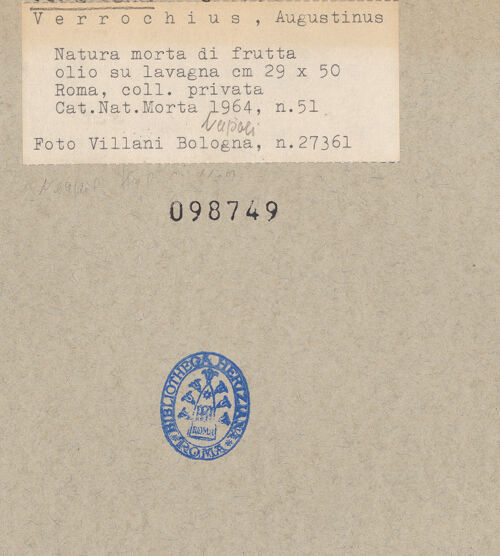 Verrochius, Augustinus
Natura morta di frutta
olio su lavagna cm 29 x 50
Roma, coll. privata
Cat.Nat.Morta 1964, n.51
Napoli
Foto Villani Bologna, n.27361
098749
BIBLIOTHECA HERTZIANA
ROMA
ROMA